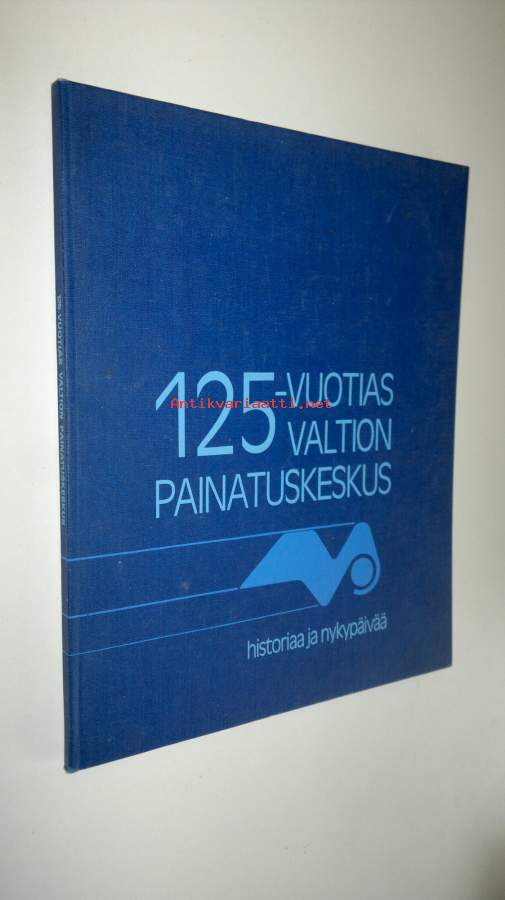 125-VUOTIAS
VALTION
PAINATUSKESKUS
historiaa ja nykypäivää
125-VUOTIAS VALTION PAINATUSKESKUS
Antikvariaatti.net